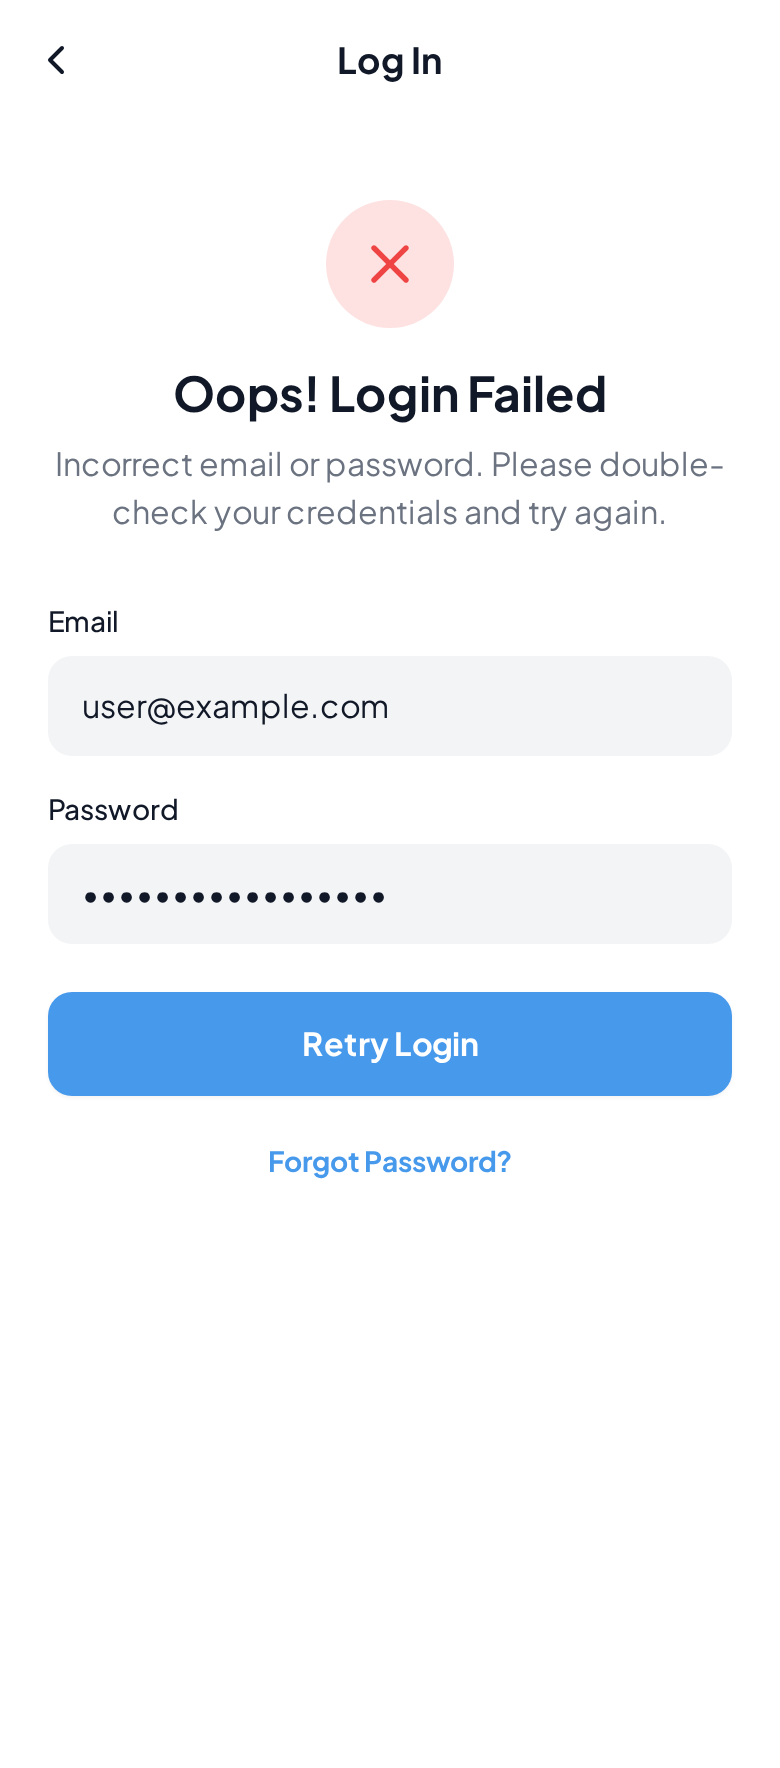 Log In
Oops! Login Failed
Incorrect email or password. Please double-
check your credentials and try again.
Email
user@example.com
Password
•••••••••••••••••
Retry Login
Forgot Password?